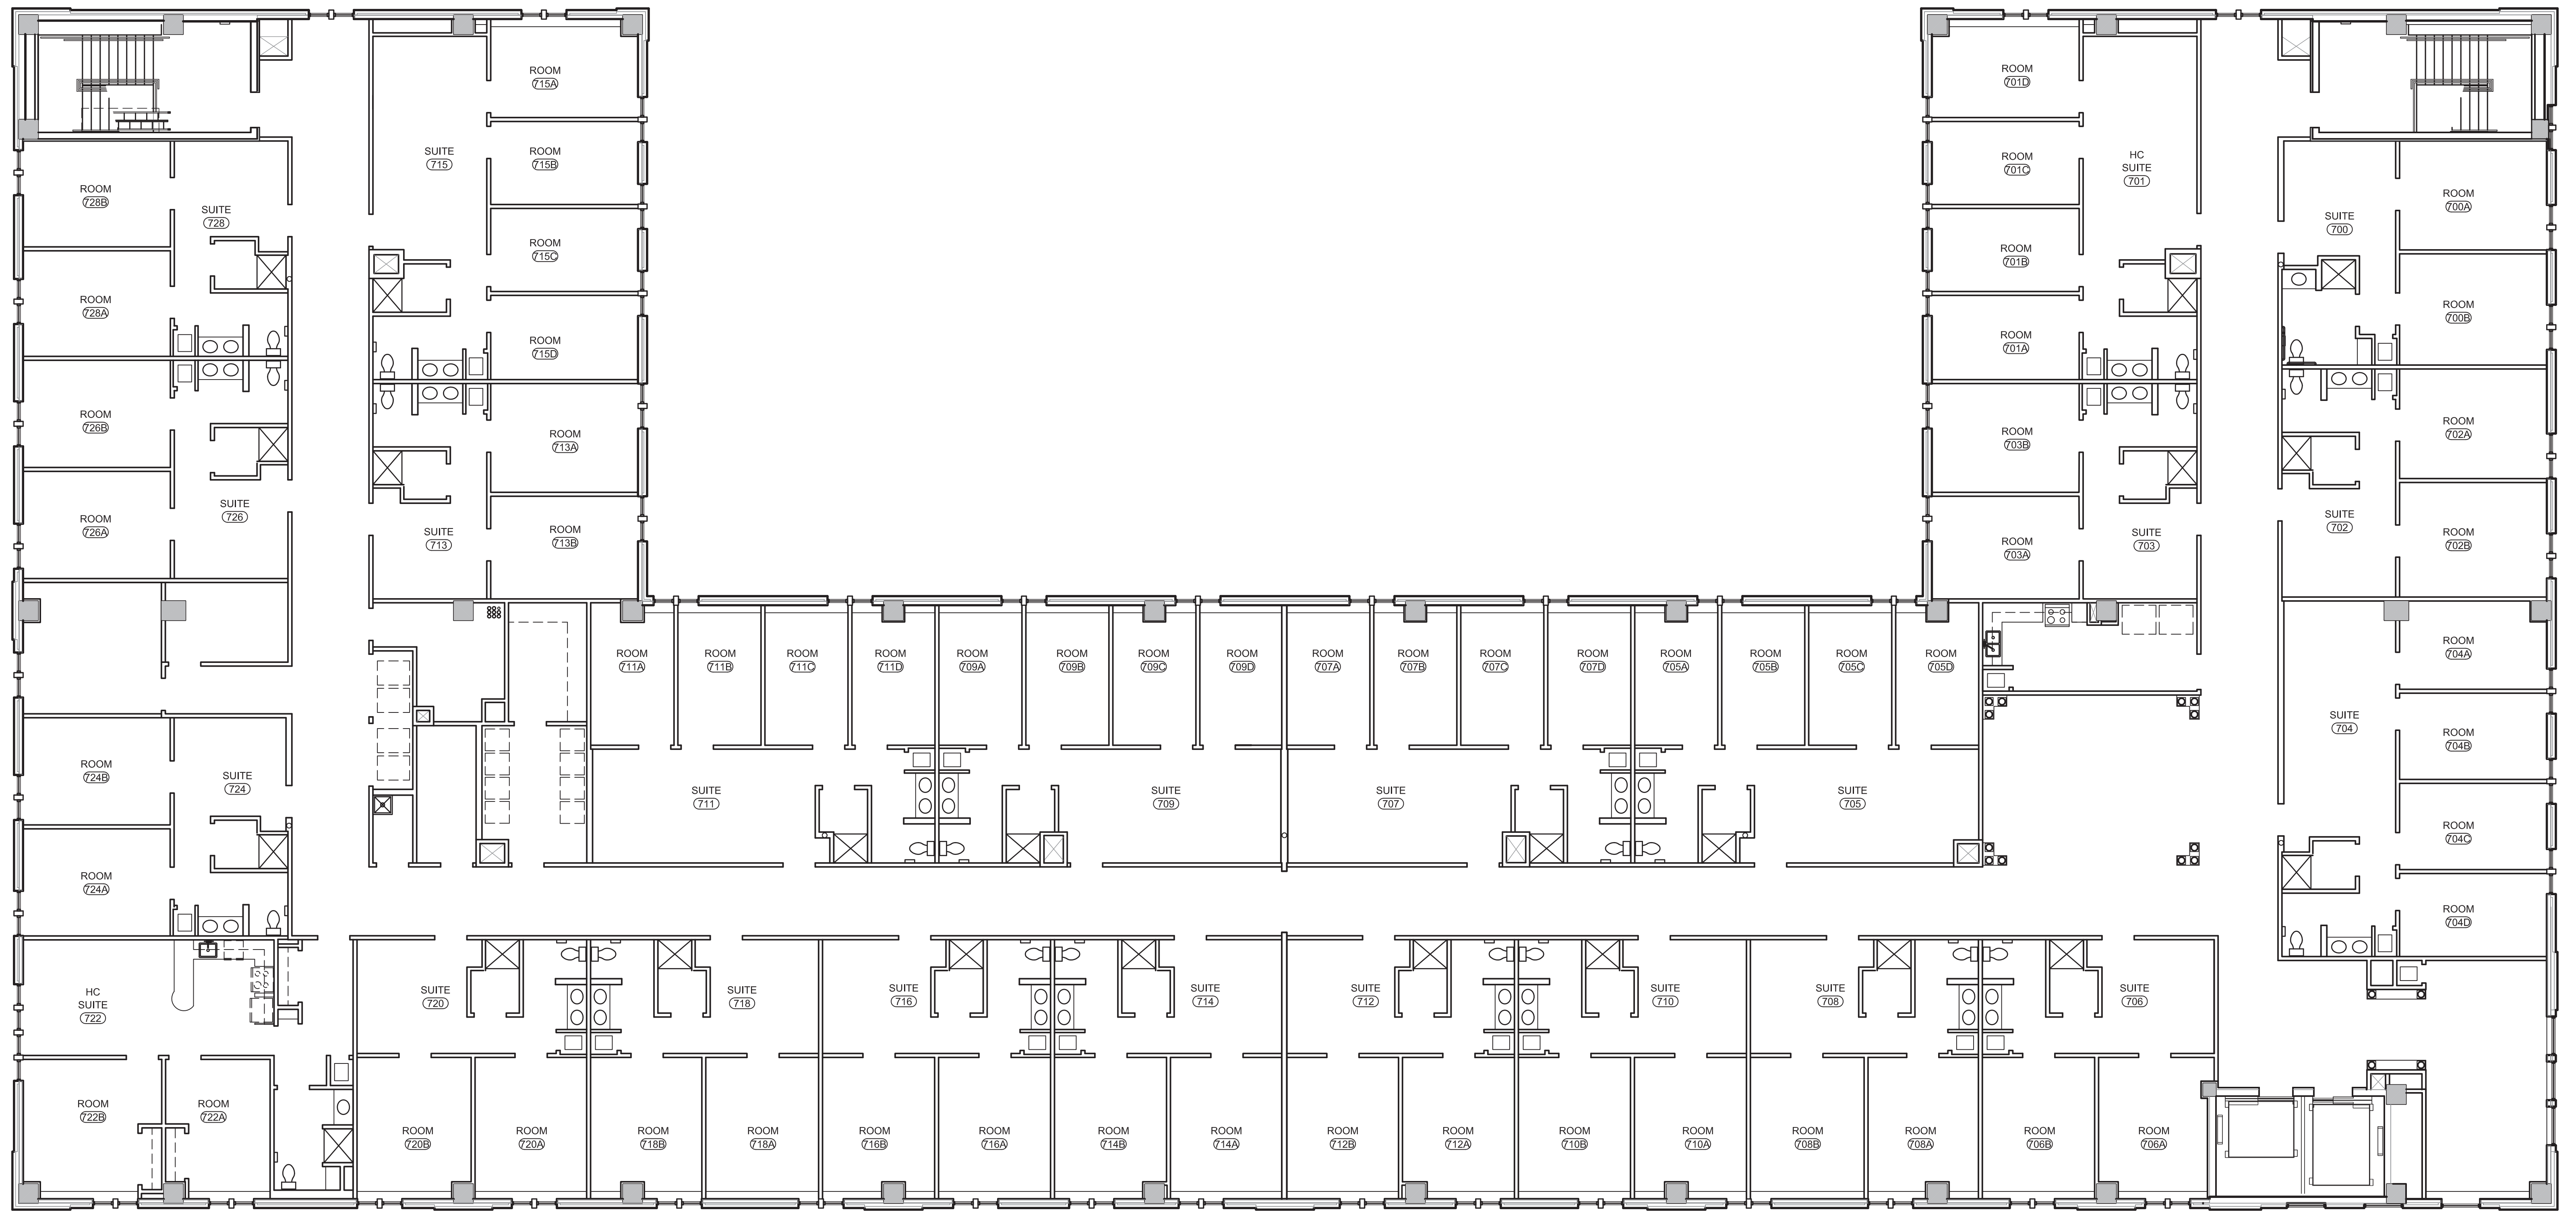 ROOM
715A
ROOM
701D
SUITE
715
ROOM
715B
ROOM
701C
HC
SUITE
701
ROOM
728B
SUITE
728
ROOM
700A
SUITE
700
ROOM
715C
ROOM
701B
ROOM
728A
ROOM
700B
ROOM
715D
ROOM
701A
ROOM
726B
ROOM
713A
ROOM
703B
ROOM
702A
SUITE
726
ROOM
726A
SUITE
713
ROOM
713B
ROOM
703A
SUITE
703
SUITE
702
ROOM
702B
ROOM
711A
ROOM
711B
ROOM
711C
ROOM
711D
ROOM
709A
ROOM
709B
ROOM
709C
ROOM
709D
ROOM
707A
ROOM
707B
ROOM
707C
ROOM
707D
ROOM
705A
ROOM
705B
ROOM
705C
ROOM
705D
ROOM
704A
SUITE
704
ROOM
704B
ROOM
724B
SUITE
724
SUITE
711
SUITE
709
SUITE
707
SUITE
705
ROOM
704C
ROOM
724A
ROOM
704D
HC
SUITE
722
SUITE
720
SUITE
718
SUITE
716
SUITE
714
SUITE
712
SUITE
710
SUITE
708
SUITE
706
ROOM
722B
ROOM
722A
ROOM
720B
ROOM
720A
ROOM
718B
ROOM
718A
ROOM
716B
ROOM
716A
ROOM
714B
ROOM
714A
ROOM
712B
ROOM
712A
ROOM
710B
ROOM
710A
ROOM
708B
ROOM
708A
ROOM
706B
ROOM
706A